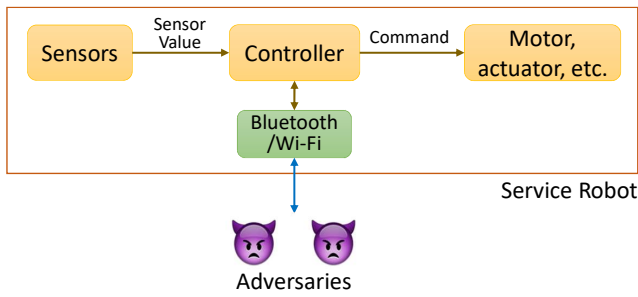 Sensor
Value
Sensors
Controller
Command
Motor,
actuator, etc.
Bluetooth
/Wi-Fi
Service Robot
Adversaries